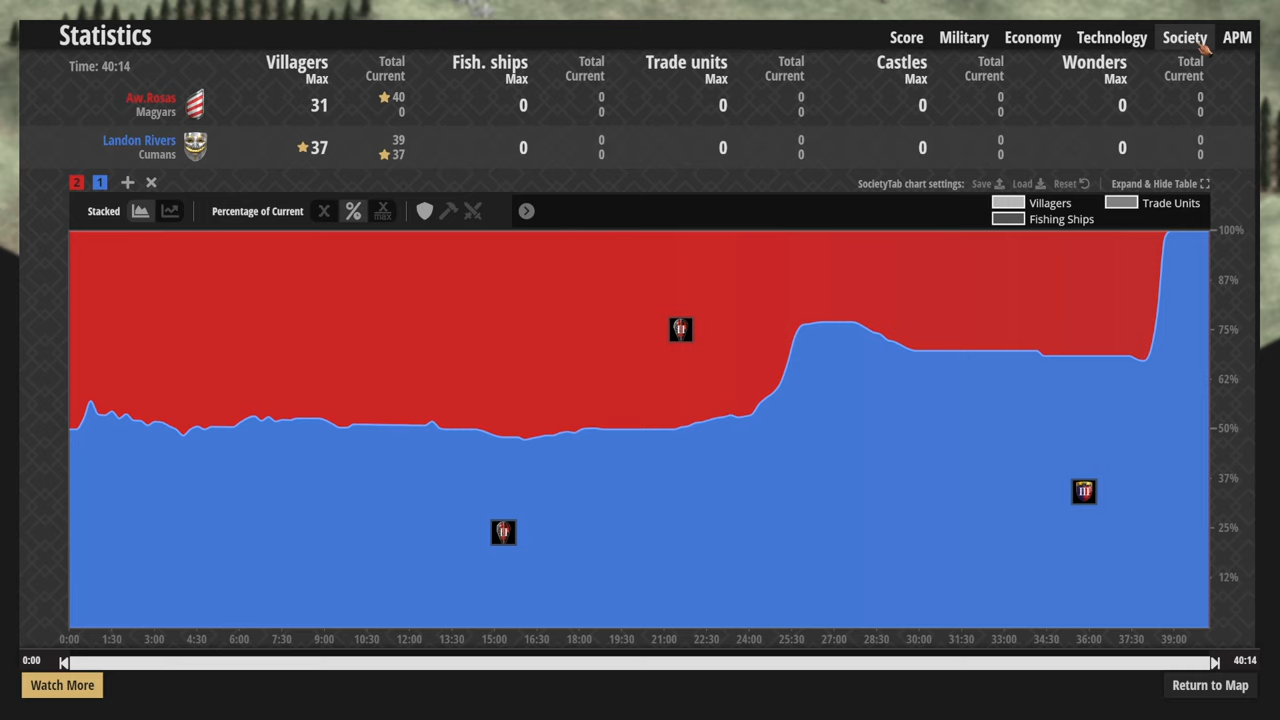 Statistics
Score Military Economy Technology Society APM
Time: 40:14
Villagers Max Total Current Fish. ships Max Total Current Trade units Max Total Current Castles Max Total Current Wonders Max Total Current
Aw.Rosas Magyars 31 40 0 0 0 0 0 0 0 0 0 0 0 0 0
Landon Rivers Cumans 37 39 37 0 0 0 0 0 0 0 0 0 0 0 0
2 1 SocietyTab chart settings: Save Load Reset Expand & Hide Table
Stacked Percentage of Current X % x/max
Villagers Trade Units
Fishing Ships
100%
87%
75%
62%
50%
37%
25%
12%
II
II
III
0:00 1:30 3:00 4:30 6:00 7:30 9:00 10:30 12:00 13:30 15:00 16:30 18:00 19:30 21:00 22:30 24:00 25:30 27:00 28:30 30:00 31:30 33:00 34:30 36:00 37:30 39:00
0:00 40:14
Watch More Return to Map